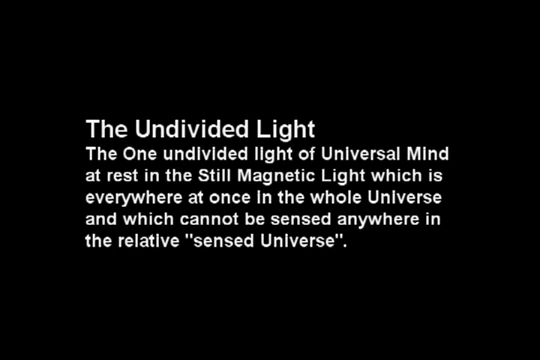 The Undivided Light
The One undivided light of Universal Mind
at rest in the Still Magnetic Light which is
everywhere at once in the whole Universe
and which cannot be sensed anywhere in
the relative "sensed Universe".